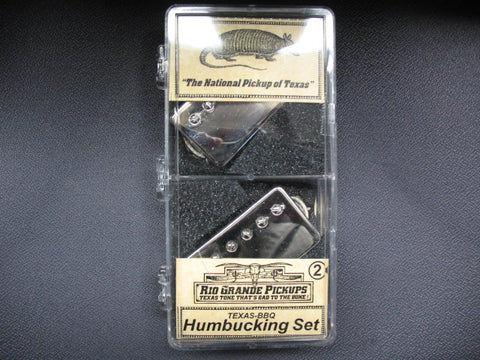 "The National Pickup of Texas"
2
RIO GRANDE PICKUPS
TEXAS TONE THAT'S BAD TO THE BONE!
TEXAS-BBQ
Humbucking Set